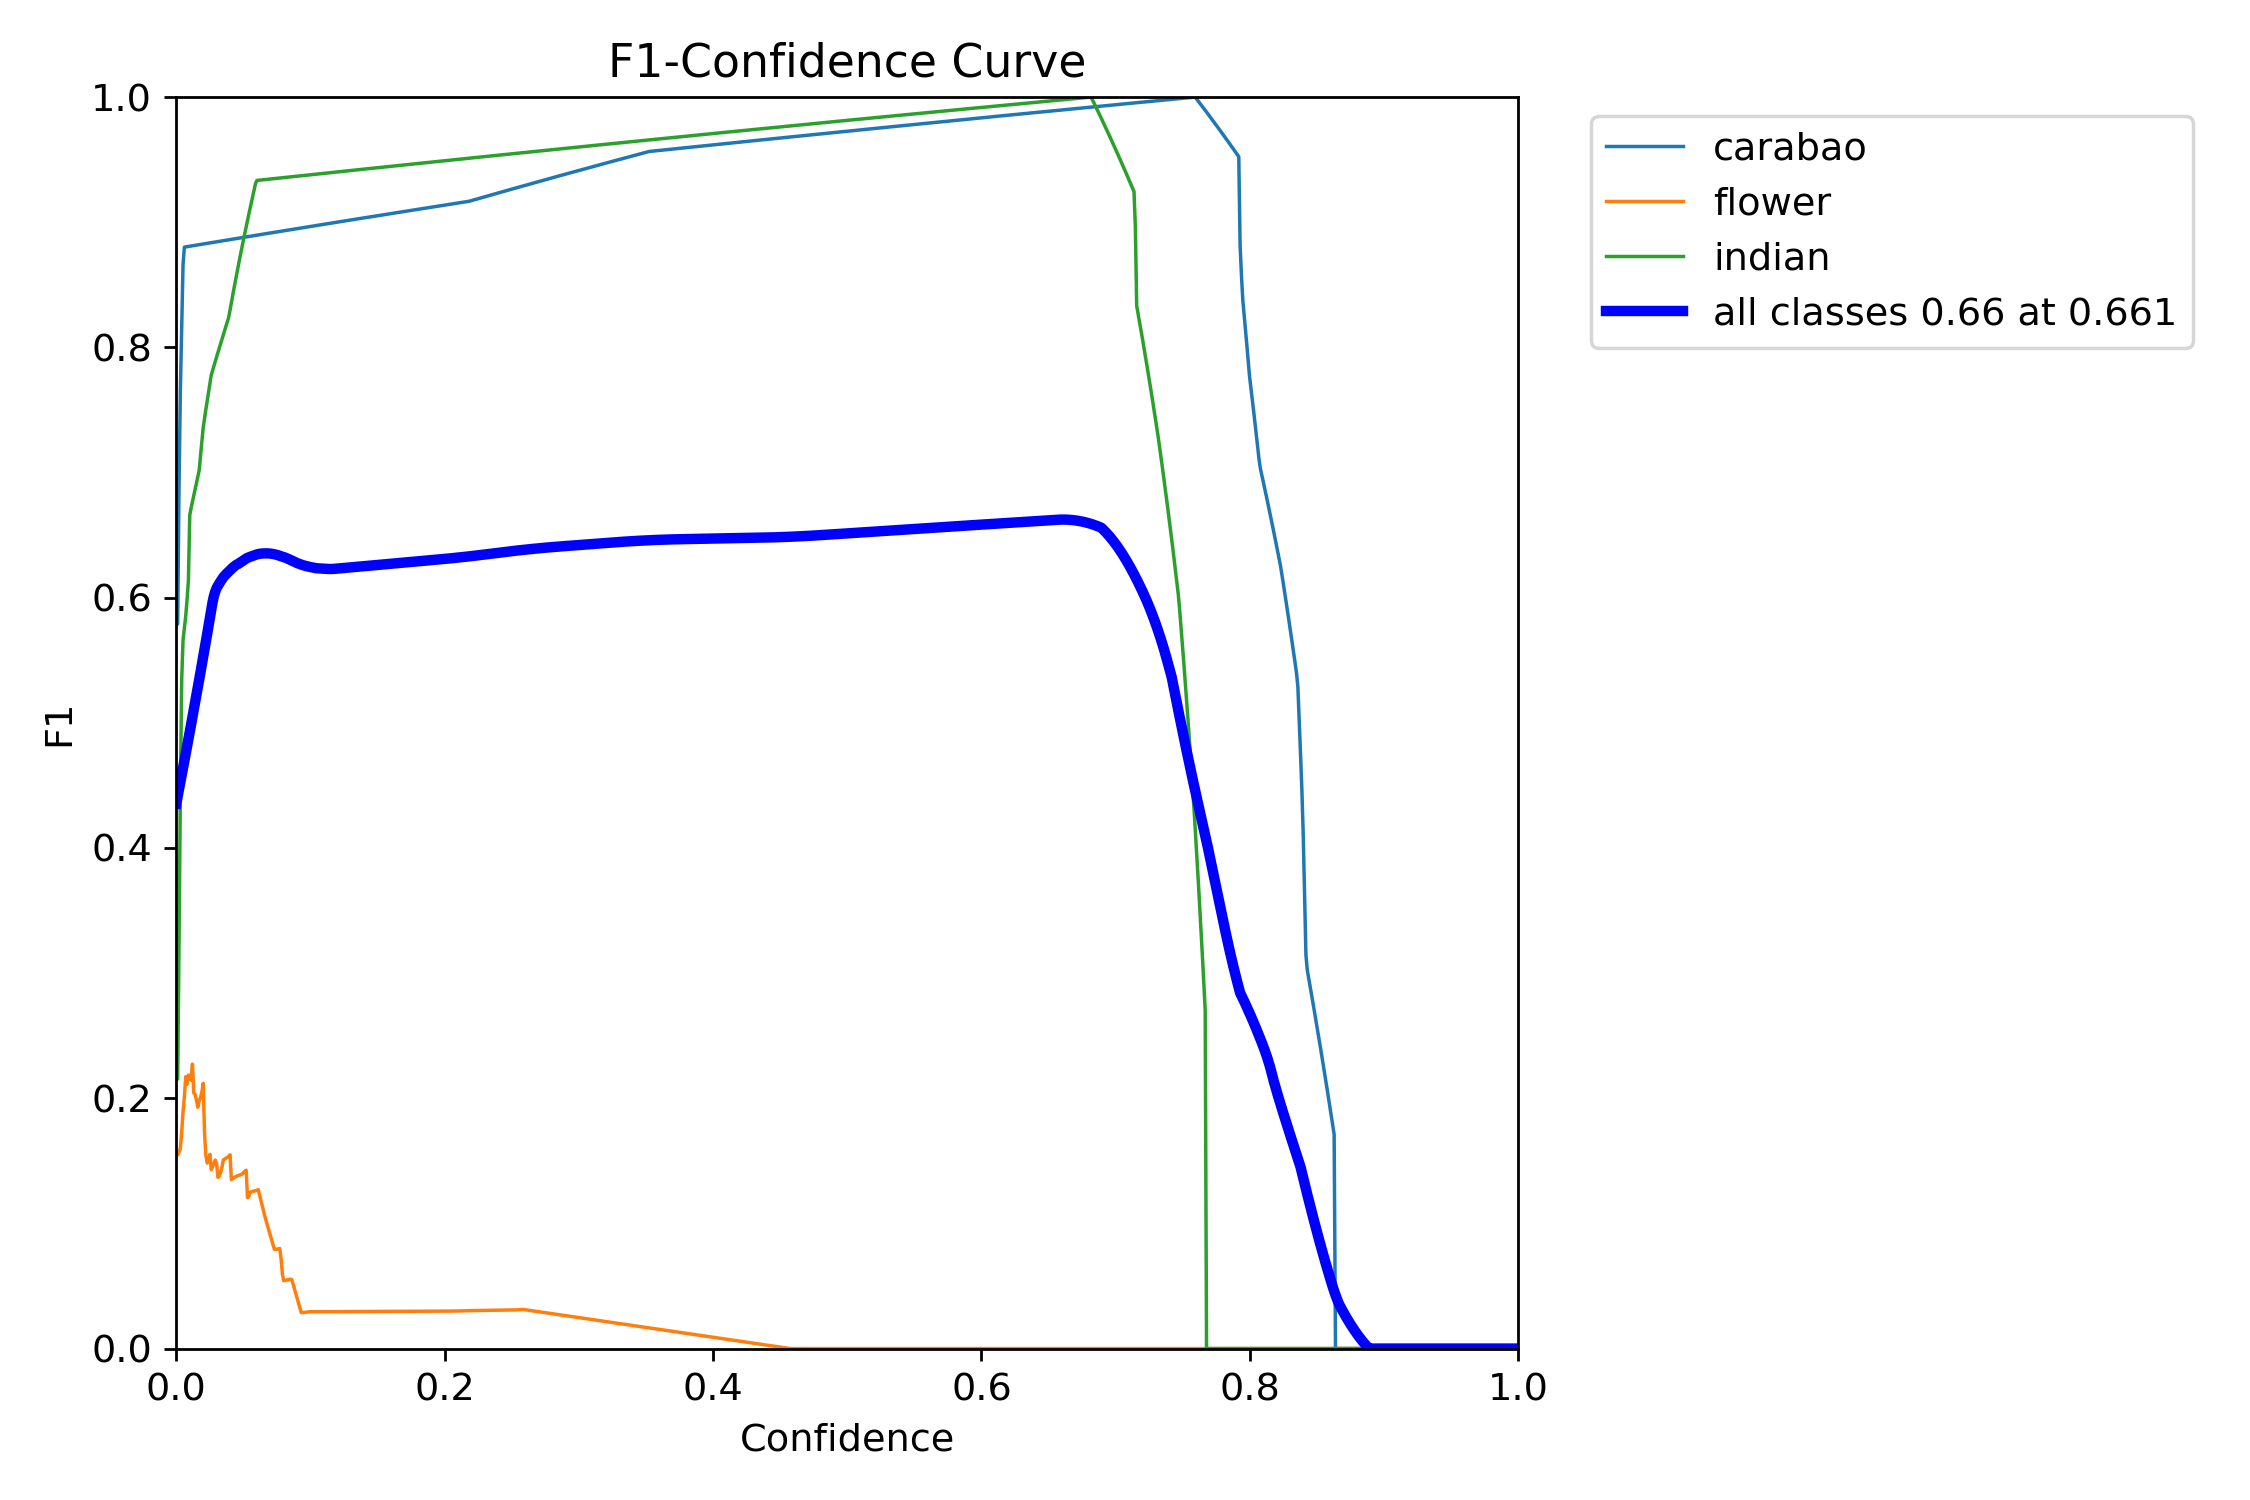 F1-Confidence Curve
1.0
0.8
0.6
0.4
0.2
0.0
F1
0.0 0.2 0.4 0.6 0.8 1.0
Confidence
carabao
flower
indian
all classes 0.66 at 0.661